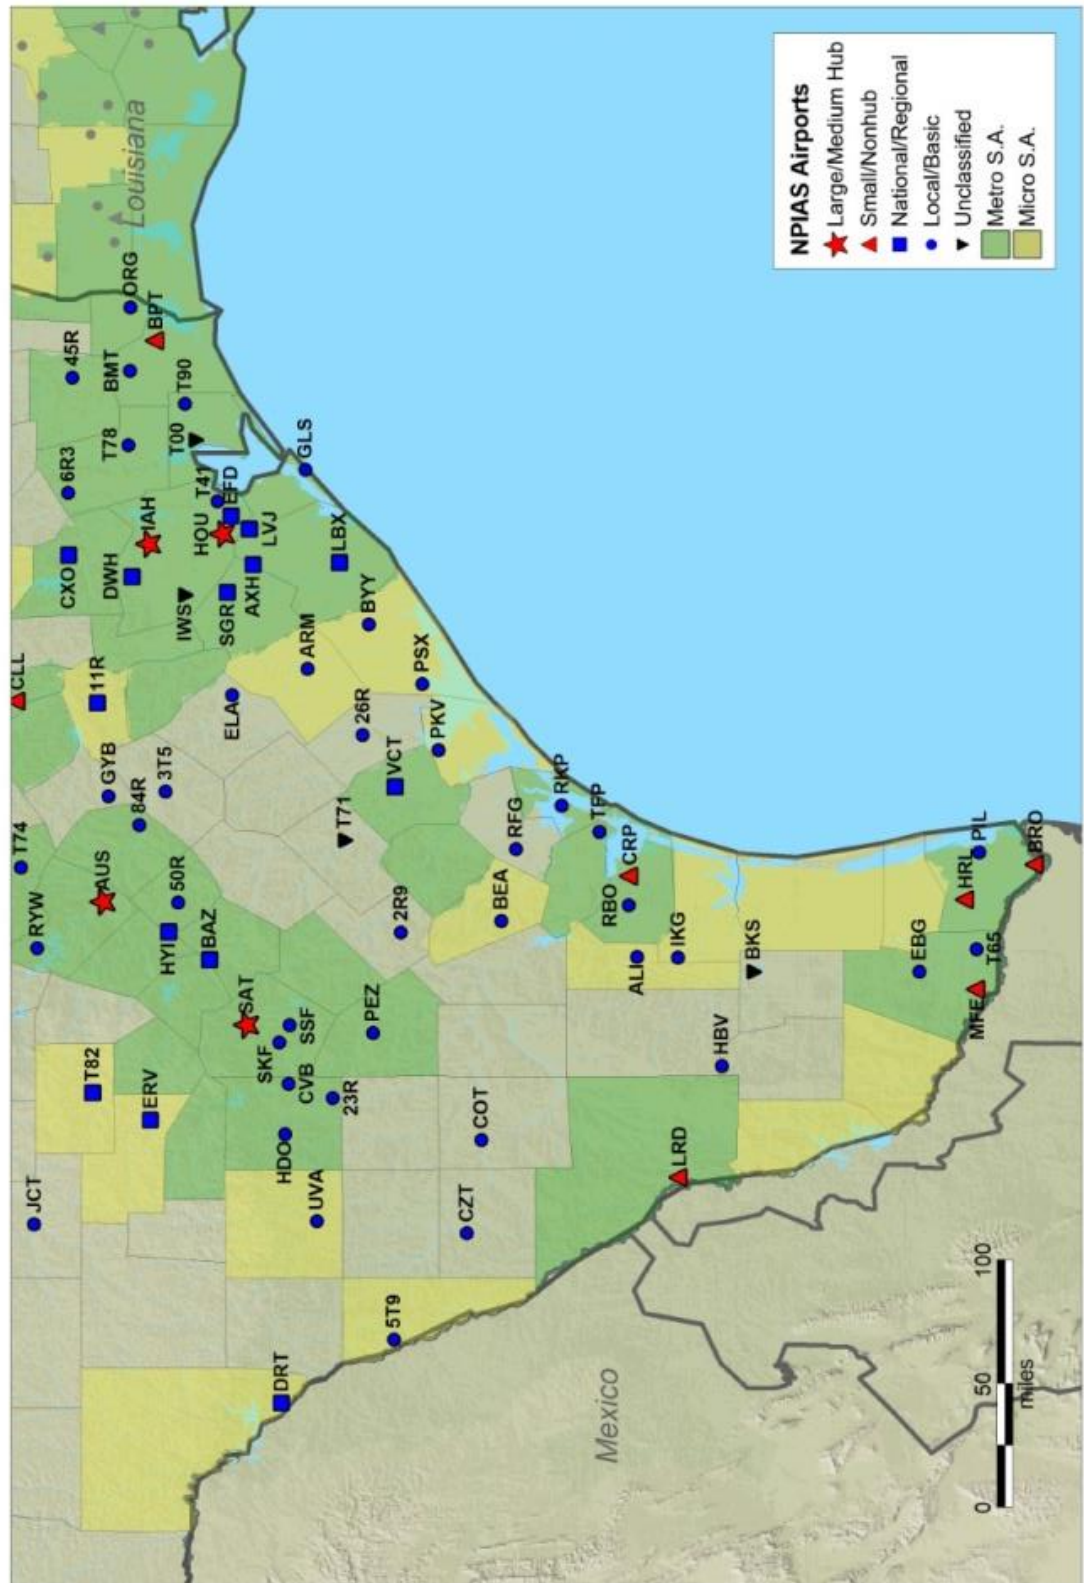 Louisiana
ORG
BPT
45R
BMT
T90
T78
T00
6R3
GLS
T41
EFD
IAH
HOU
LVJ
CXO
DWH
LBX
IWS
SGR
AXH
BYY
ARM
CLL
11R
PSX
ELA
26R
PKV
GYB
3T5
84R
VCT
T74
T71
RKP
TFP
RFG
AUS
50R
CRP
PIL
BRO
RYW
HYI
BAZ
2R9
BEA
RBO
HRL
ALI
IKG
BKS
EBG
T65
SAT
SSF
PEZ
MFE
T82
SKF
CVB
23R
HBV
ERV
HDO
COT
JCT
UVA
CZT
LRD
5T9
DRT
Mexico
0 50 100
miles
NPIAS Airports
Large/Medium Hub
Small/Nonhub
National/Regional
Local/Basic
Unclassified
Metro S.A.
Micro S.A.